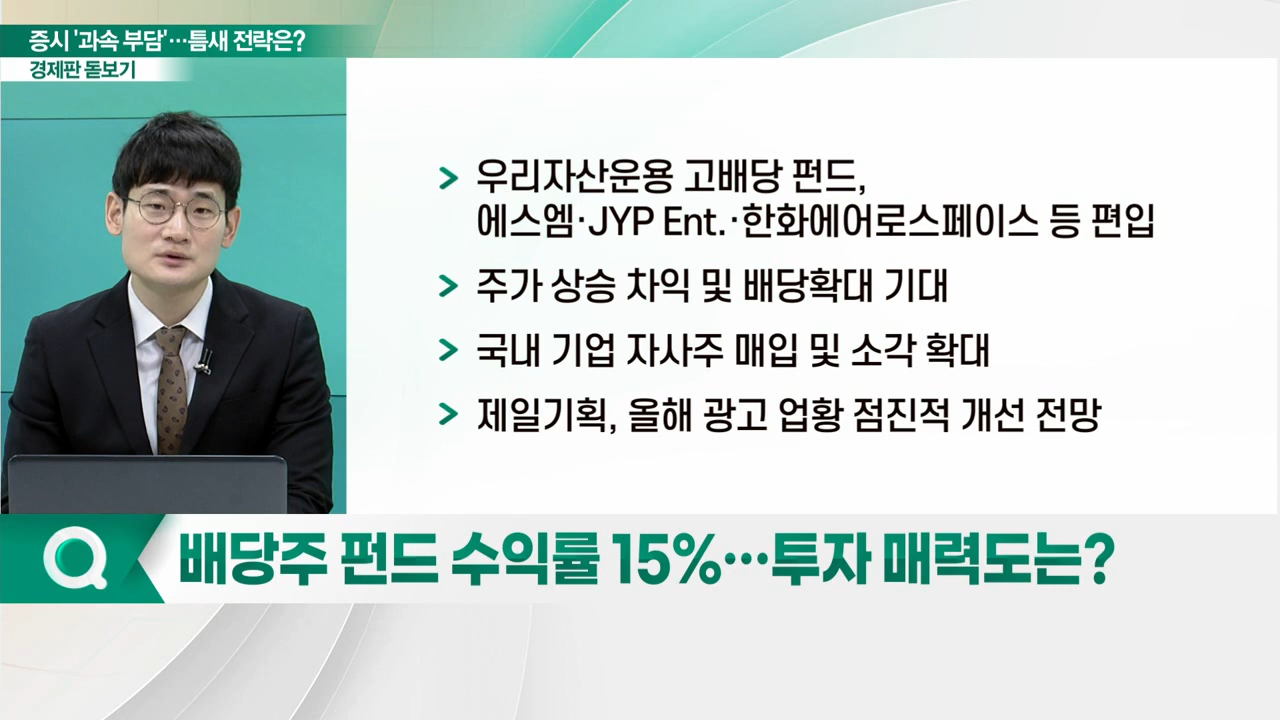 증시 '과속 부담'…틈새 전략은?
경제판 돋보기
> 우리자산운용 고배당 펀드,
에스엠·JYP Ent.·한화에어로스페이스 등 편입
> 주가 상승 차익 및 배당확대 기대
> 국내 기업 자사주 매입 및 소각 확대
> 제일기획, 올해 광고 업황 점진적 개선 전망
배당주 펀드 수익률 15%…투자 매력도는?